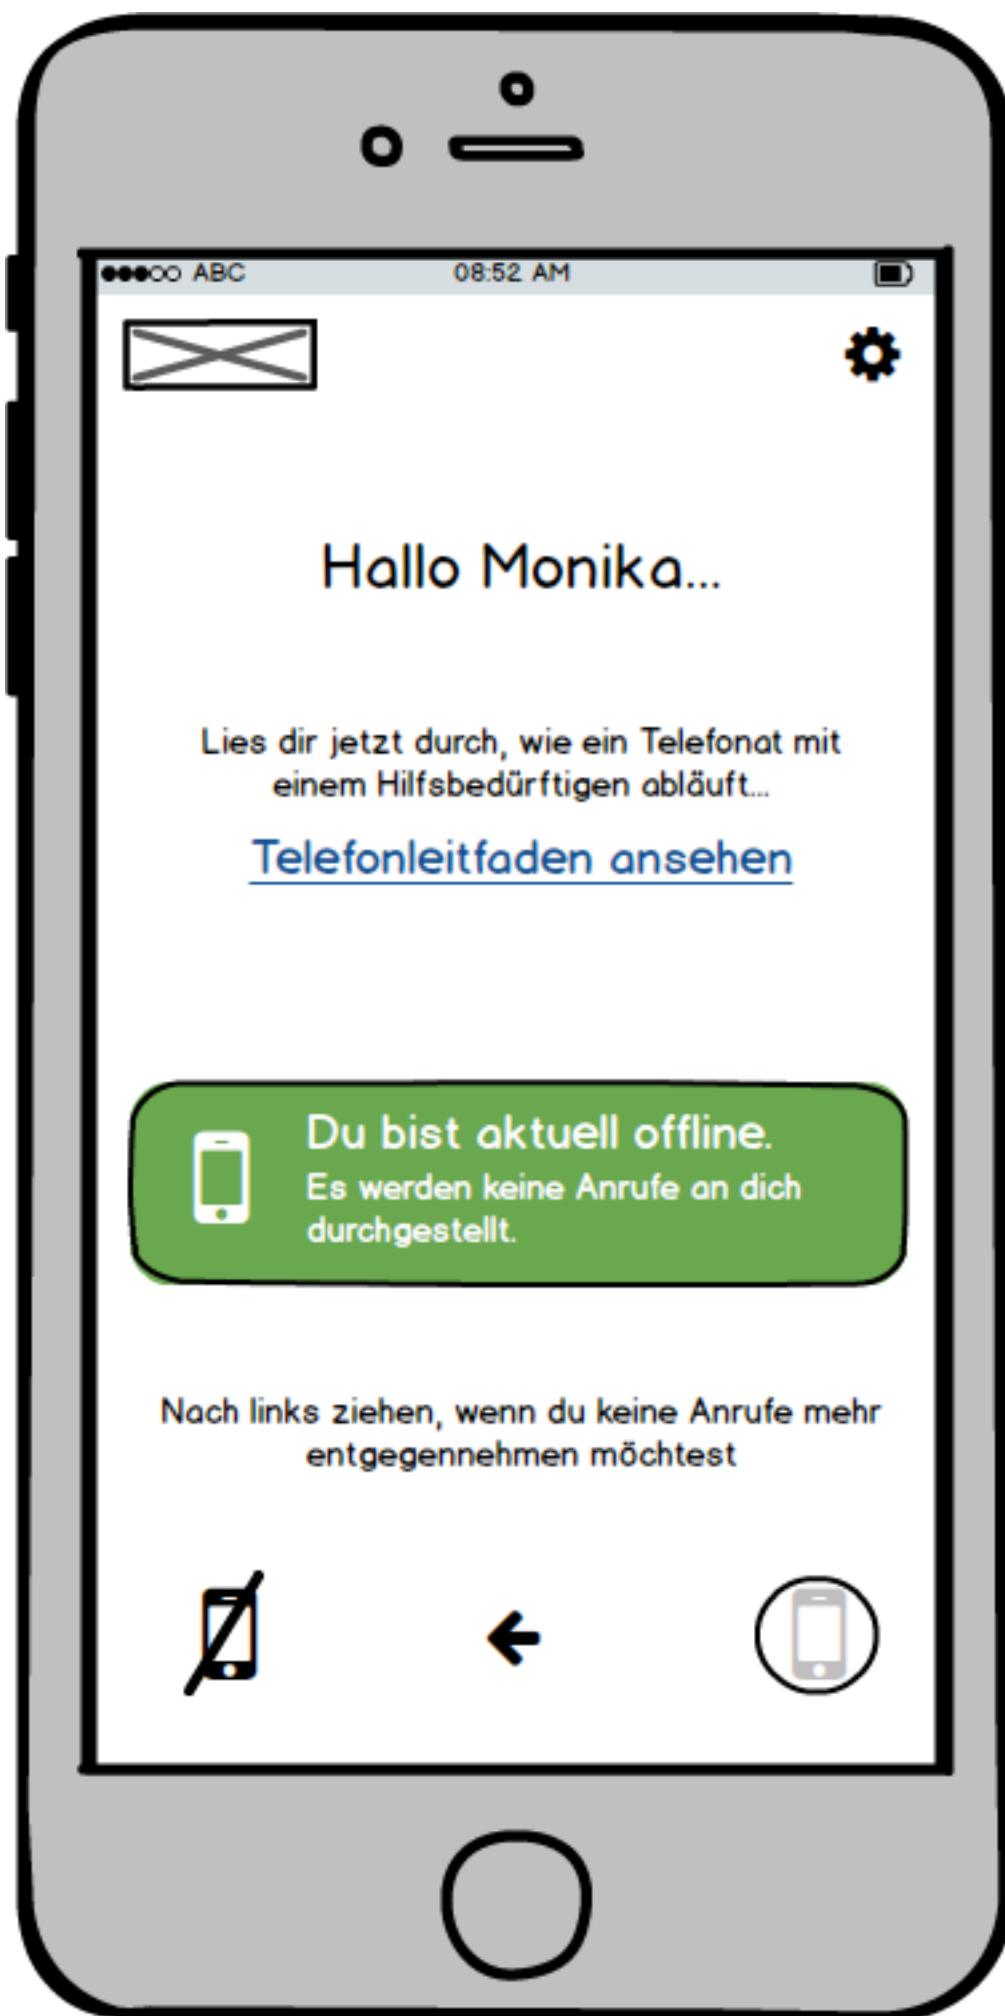 ABC 08:52 AM
Hallo Monika...
Lies dir jetzt durch, wie ein Telefonat mit
einem Hilfsbedürftigen abläuft...
Telefonleitfaden ansehen
Du bist aktuell offline.
Es werden keine Anrufe an dich
durchgestellt.
Nach links ziehen, wenn du keine Anrufe mehr
entgegennehmen möchtest